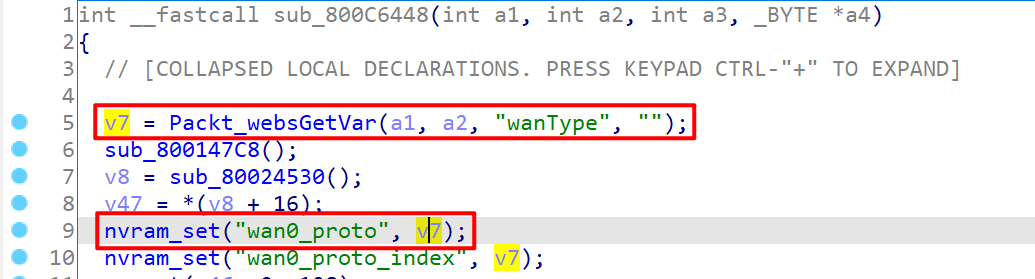 1 int __fastcall sub_800C6448(int a1, int a2, int a3, _BYTE *a4)
2 {
3 // [COLLAPSED LOCAL DECLARATIONS. PRESS KEYPAD CTRL-"+" TO EXPAND]
4
5 v7 = Packt_websGetVar(a1, a2, "wanType", "");
6 sub_800147C8();
7 v8 = sub_80024530();
8 v47 = *(v8 + 16);
9 nvram_set("wan0_proto", v7);
10 nvram_set("wan0_proto_index", v7);